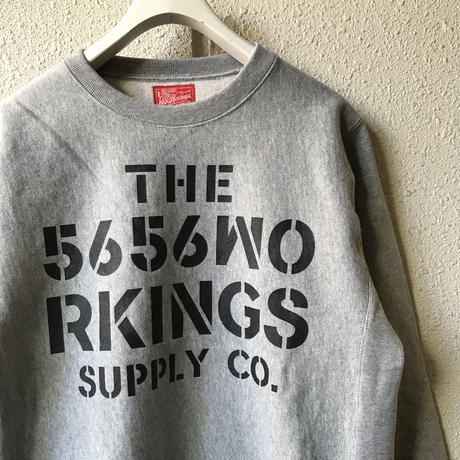 THE
5656WO
RKINGS
SUPPLY CO.